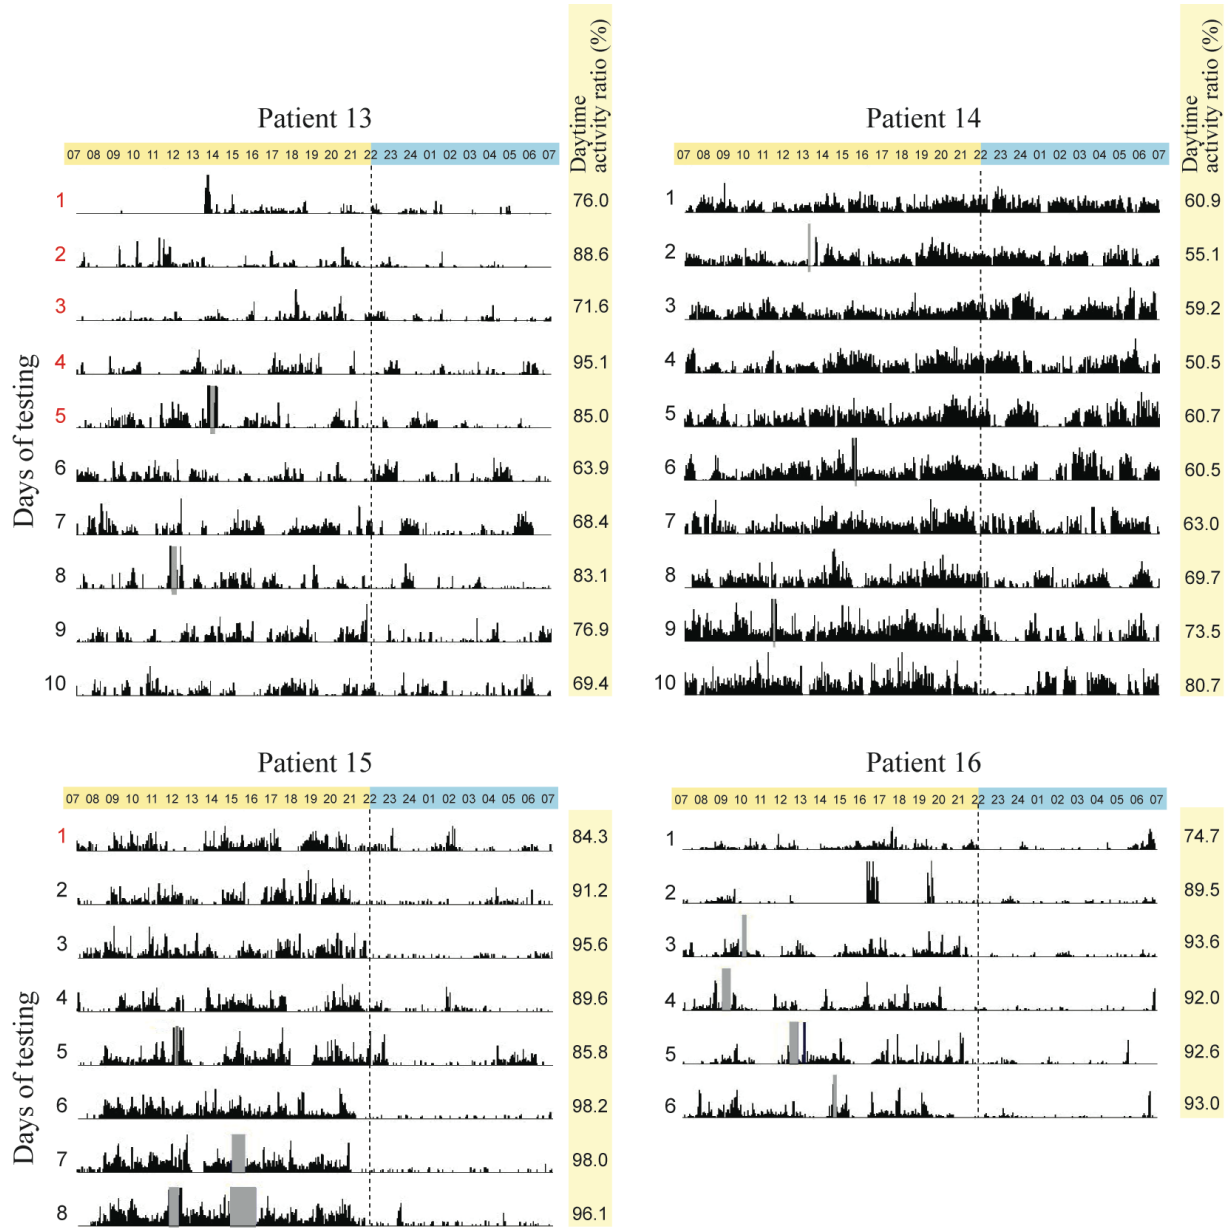 Patient 13
Daytime
activity ratio (%)
07 08 09 10 11 12 13 14 16 17 18 19 20 21 22 23 24 01 02 03 04 05 06 07
Days of testing
1 76.0
2 88.6
3 71.6
4 95.1
5 85.0
6 63.9
7 68.4
8 83.1
9 76.9
10 69.4
Patient 14
Daytime
activity ratio (%)
07 08 09 10 11 12 13 14 15 16 17 18 19 20 21 22 23 24 01 02 03 04 05 06 07
1 60.9
2 55.1
3 59.2
4 50.5
5 60.7
6 60.5
7 63.0
8 69.7
9 73.5
10 80.7
Patient 15
07 08 09 10 11 12 13 14 15 16 17 18 19 20 21 22 23 24 01 02 03 04 05 06 07
Days of testing
1 84.3
2 91.2
3 95.6
4 89.6
5 85.8
6 98.2
7 98.0
8 96.1
Patient 16
07 08 09 10 11 12 13 14 15 16 17 18 19 20 21 22 23 24 01 02 03 04 05 06 07
1 74.7
2 89.5
3 93.6
4 92.0
5 92.6
6 93.0